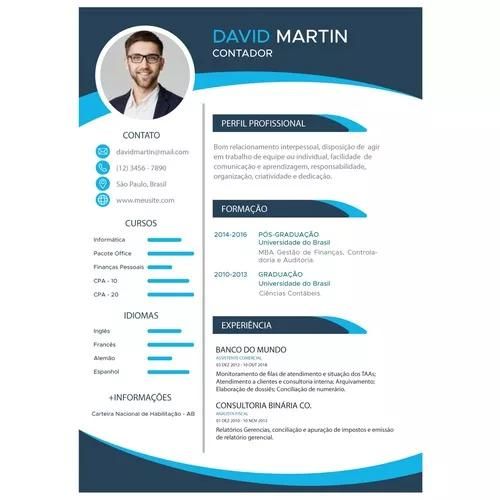 DAVID MARTIN
CONTADOR
CONTATO
davidmartin@mail.com
(12) 3456 - 7890
São Paulo, Brasil
www.meusite.com
CURSOS
Informática
Pacote Office
Finanças Pessoais
CPA - 10
CPA - 20
IDIOMAS
Inglês
Francês
Alemão
Espanhol
+INFORMAÇÕES
Carteira Nacional de Habilitação - AB
PERFIL PROFISSIONAL
Bom relacionamento interpessoal, disposição de agir
em trabalho de equipe ou individual, facilidade de
comunicação e aprendizagem, responsabilidade,
organização, criatividade e dedicação.
FORMAÇÃO
2014-2016 PÓS-GRADUAÇÃO
Universidade do Brasil
MBA Gestão de Finanças, Controla-
doria e Auditoria.
2010-2013 GRADUAÇÃO
Universidade do Brasil
Ciências Contábeis.
EXPERIÊNCIA
BANCO DO MUNDO
ASSISTENTE COMERCIAL
03 DEZ 2012 - 10 OUT 2018
Monitoramento de filas de atendimento e situação dos TAAs;
Atendimento a clientes e consultoria interna; Arquivamento;
Elaboração de dossiês; Conciliação de numerário.
CONSULTORIA BINÁRIA CO.
ANALISTA FISCAL
01 DEZ 2010 - 10 NOV 2012
Relatórios Gerenciais, conciliação e apuração de impostos e emissão
de relatório gerencial.